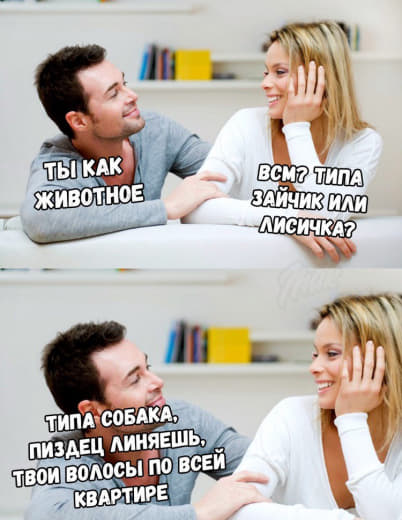 ТЫ КАК
ЖИВОТНОЕ
ВСМ? ТИПА
ЗАЙЧИК ИЛИ
ЛИСИЧКА?
ТИПА СОБАКА,
ПИЗДЕЦ ЛИНЯЕШЬ,
ТВОИ ВОЛОСЫ ПО ВСЕЙ
КВАРТИРЕ